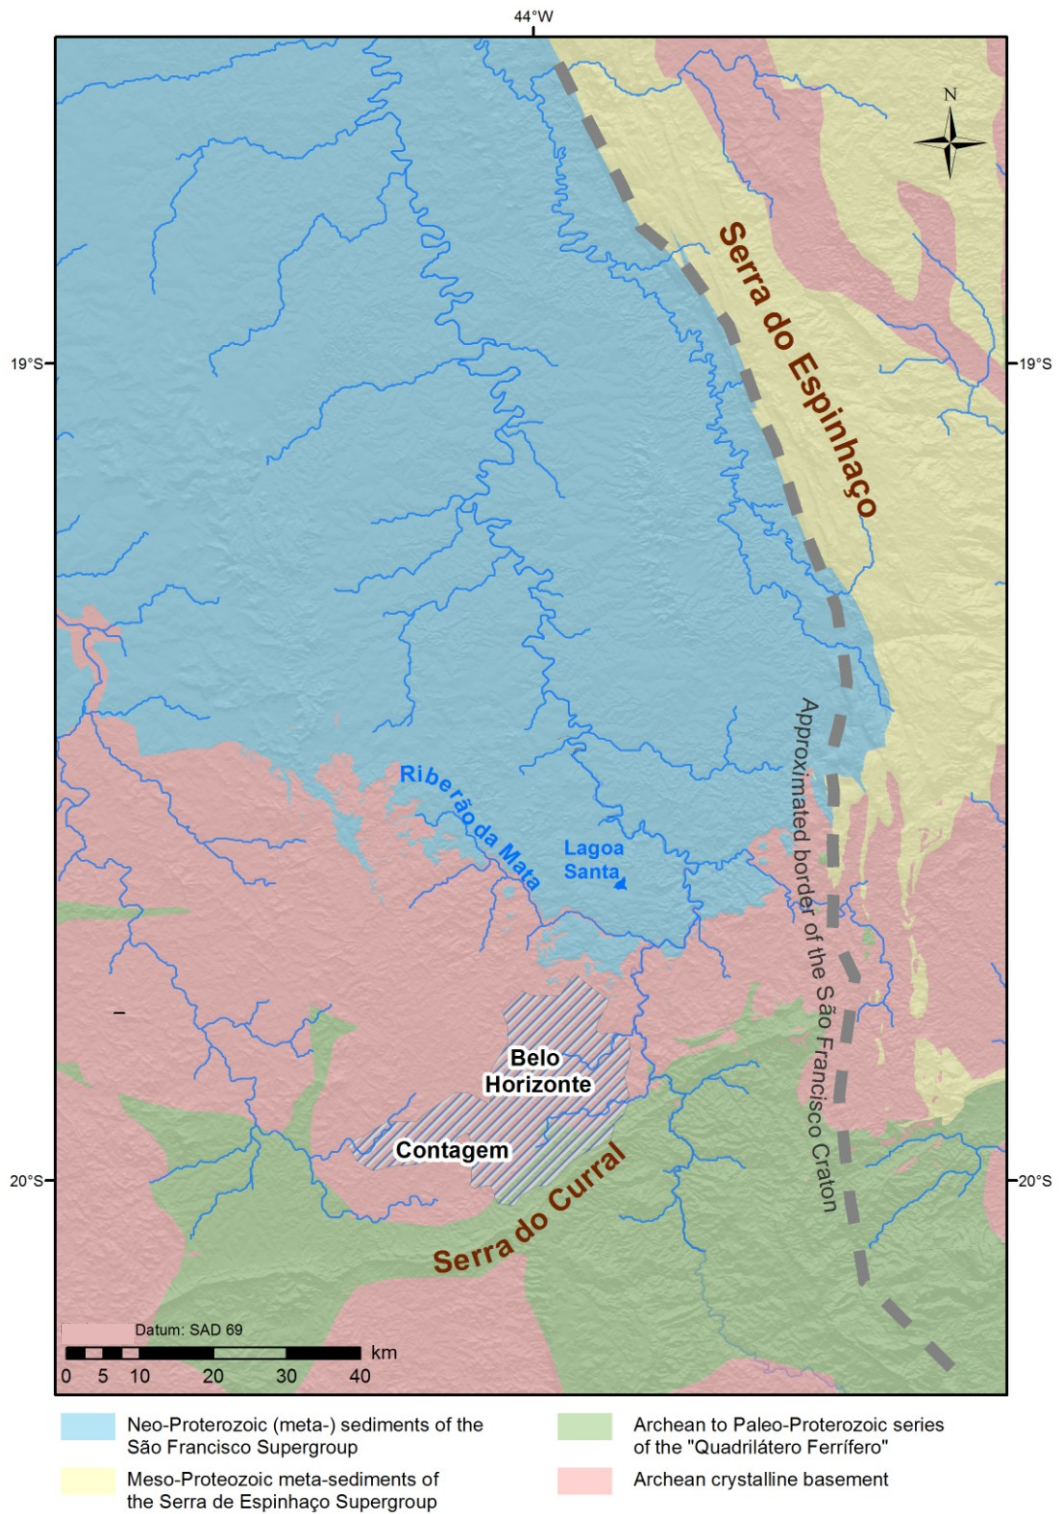 44°W
N
Serra do Espinhaço
19°S
19°S
Approximated border of the São Francisco Craton
Riberão da Mata
Lagoa
Santa
Belo
Horizonte
Contagem
20°S
20°S
Serra do Curral
Datum: SAD 69
km
0 5 10 20 30 40
Neo-Proterozoic (meta-) sediments of the
São Francisco Supergroup
Meso-Proteozoic meta-sediments of
the Serra de Espinhaço Supergroup
Archean to Paleo-Proterozoic series
of the "Quadrilátero Ferrífero"
Archean crystalline basement